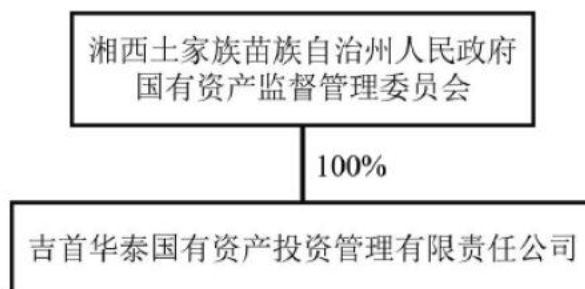 湘西土家族苗族自治州人民政府
国有资产监督管理委员会
100%
吉首华泰国有资产投资管理有限责任公司